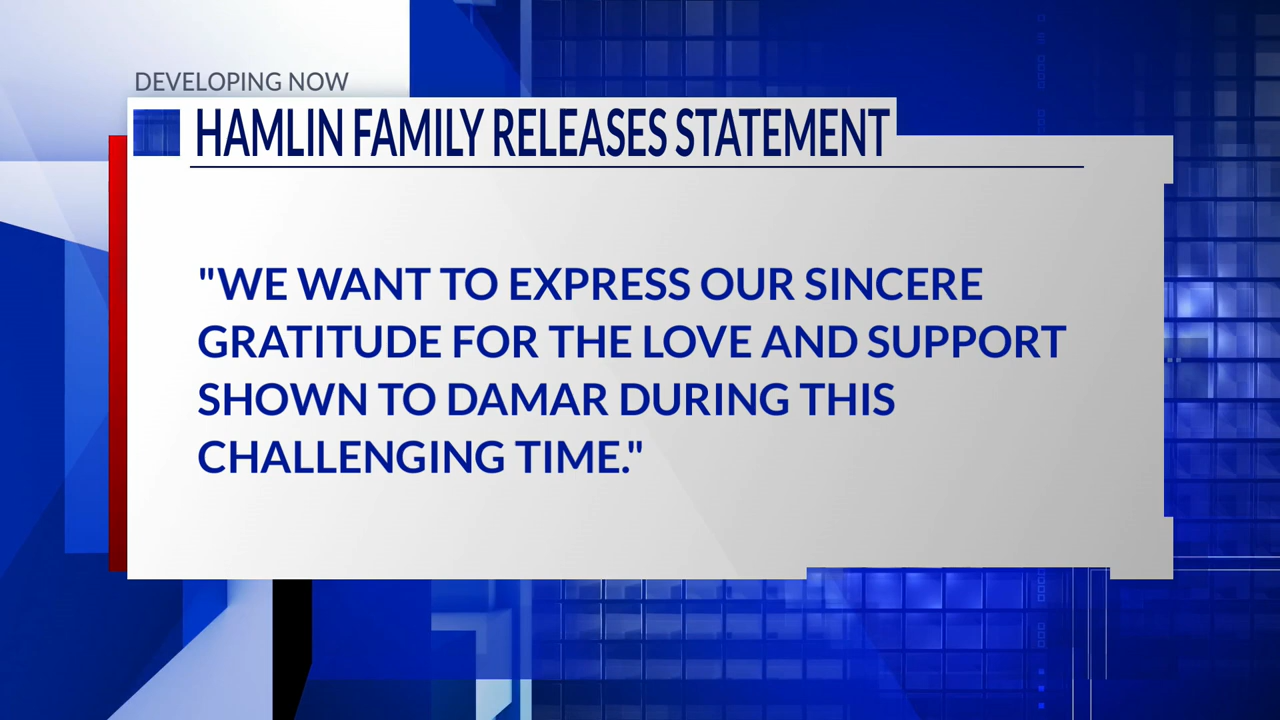 DEVELOPING NOW
HAMLIN FAMILY RELEASES STATEMENT
"WE WANT TO EXPRESS OUR SINCERE
GRATITUDE FOR THE LOVE AND SUPPORT
SHOWN TO DAMAR DURING THIS
CHALLENGING TIME."